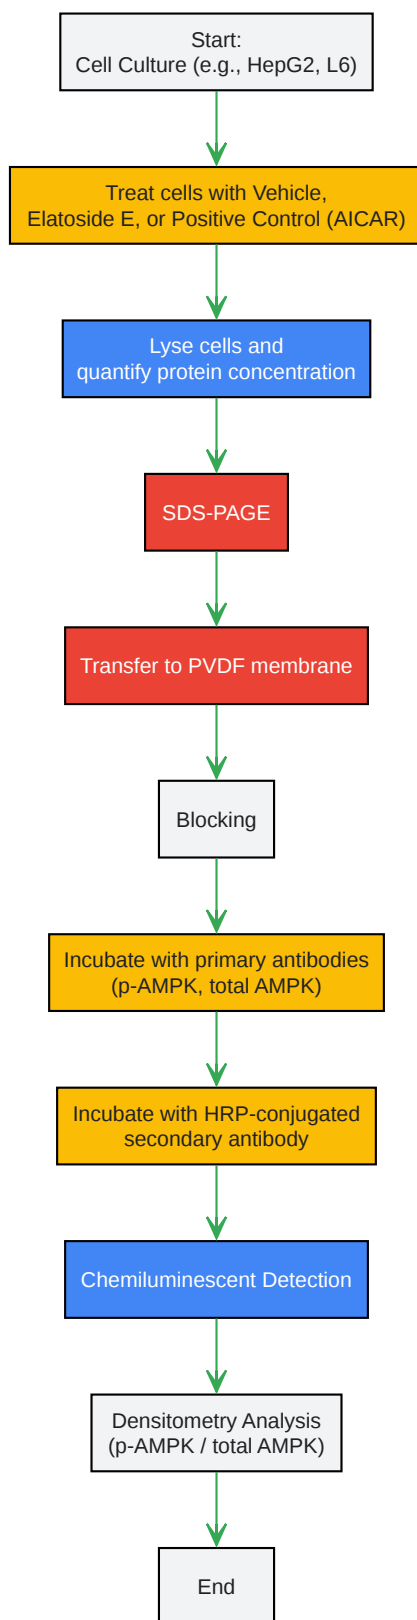 Start:
Cell Culture (e.g., HepG2, L6)
Treat cells with Vehicle,
Elatoside E, or Positive Control (AICAR)
Lyse cells and
quantify protein concentration
SDS-PAGE
Transfer to PVDF membrane
Blocking
Incubate with primary antibodies
(p-AMPK, total AMPK)
Incubate with HRP-conjugated
secondary antibody
Chemiluminescent Detection
Densitometry Analysis
(p-AMPK / total AMPK)
End